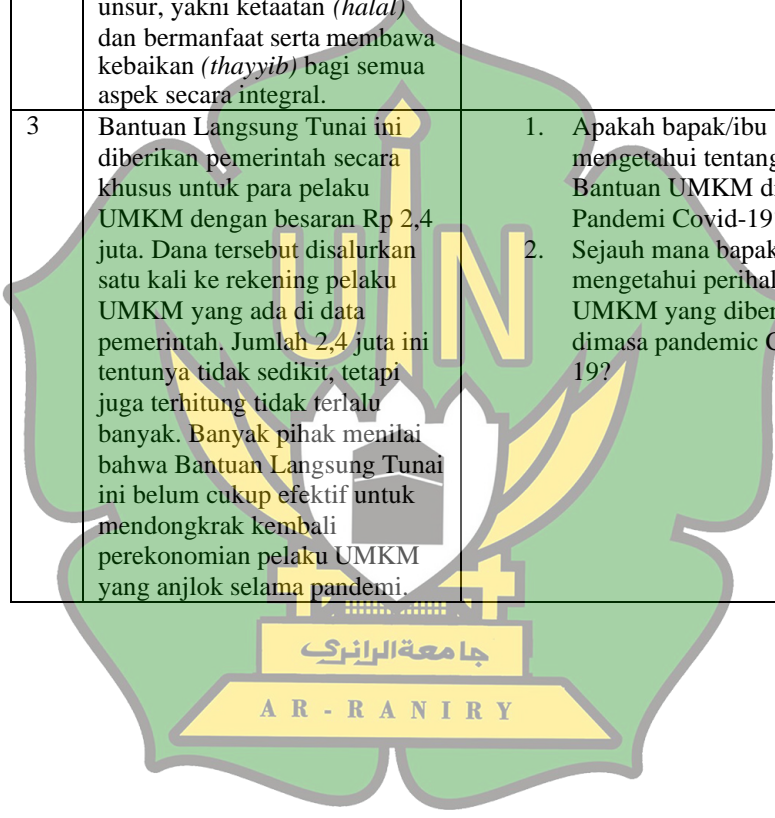 unsur, yakni ketaatan (halal)
dan bermanfaat serta membawa
kebaikan (thayyib) bagi semua
aspek secara integral.
3
Bantuan Langsung Tunai ini
diberikan pemerintah secara
khusus untuk para pelaku
UMKM dengan besaran Rp 2,4
juta. Dana tersebut disalurkan
satu kali ke rekening pelaku
UMKM yang ada di data
pemerintah. Jumlah 2,4 juta ini
tentunya tidak sedikit, tetapi
juga terhitung tidak terlalu
banyak. Banyak pihak menilai
bahwa Bantuan Langsung Tunai
ini belum cukup efektif untuk
mendongkrak kembali
perekonomian pelaku UMKM
yang anjlok selama pandemi.
1. Apakah bapak/ibu
mengetahui tentang
Bantuan UMKM di
Pandemi Covid-19
2. Sejauh mana bapak
mengetahui perihal
UMKM yang diber
dimasa pandemic C
19?
UIN
جامعةالرانري
AR-RANIRY